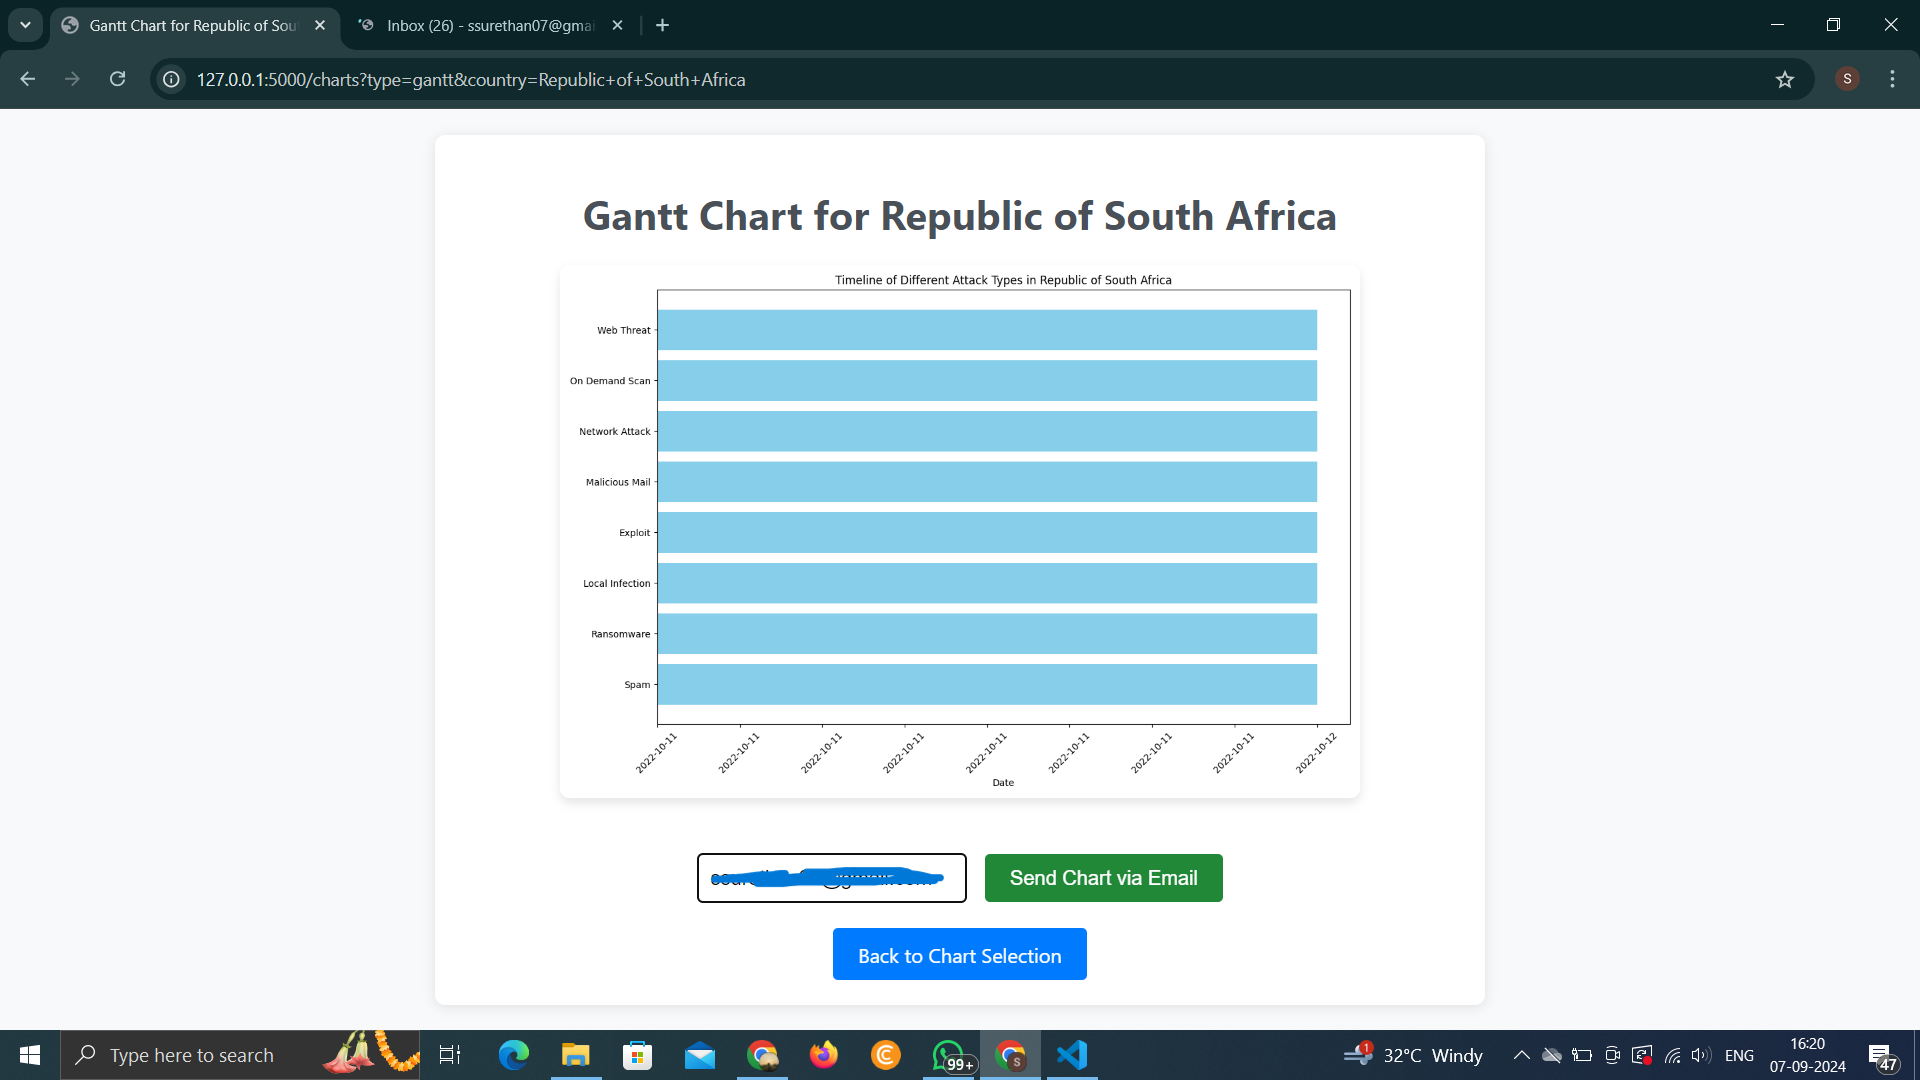 Gantt Chart for Republic of Sou
Inbox (26) - ssurethan07@gmai
127.0.0.1:5000/charts?type=gantt&country=Republic+of+South+Africa
S
Gantt Chart for Republic of South Africa
Timeline of Different Attack Types in Republic of South Africa
Web Threat
On Demand Scan
Network Attack
Malicious Mail
Exploit
Local Infection
Ransomware
Spam
2022-10-11 2022-10-11 2022-10-11 2022-10-11 2022-10-11 2022-10-11 2022-10-11 2022-10-11 2022-10-12
Date
Send Chart via Email
Back to Chart Selection
Type here to search
99+
S
1
32°C Windy
ENG
16:20
07-09-2024
47